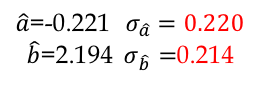 â=-0.221 σ_â = 0.220
b̂=2.194 σ_b̂ =0.214